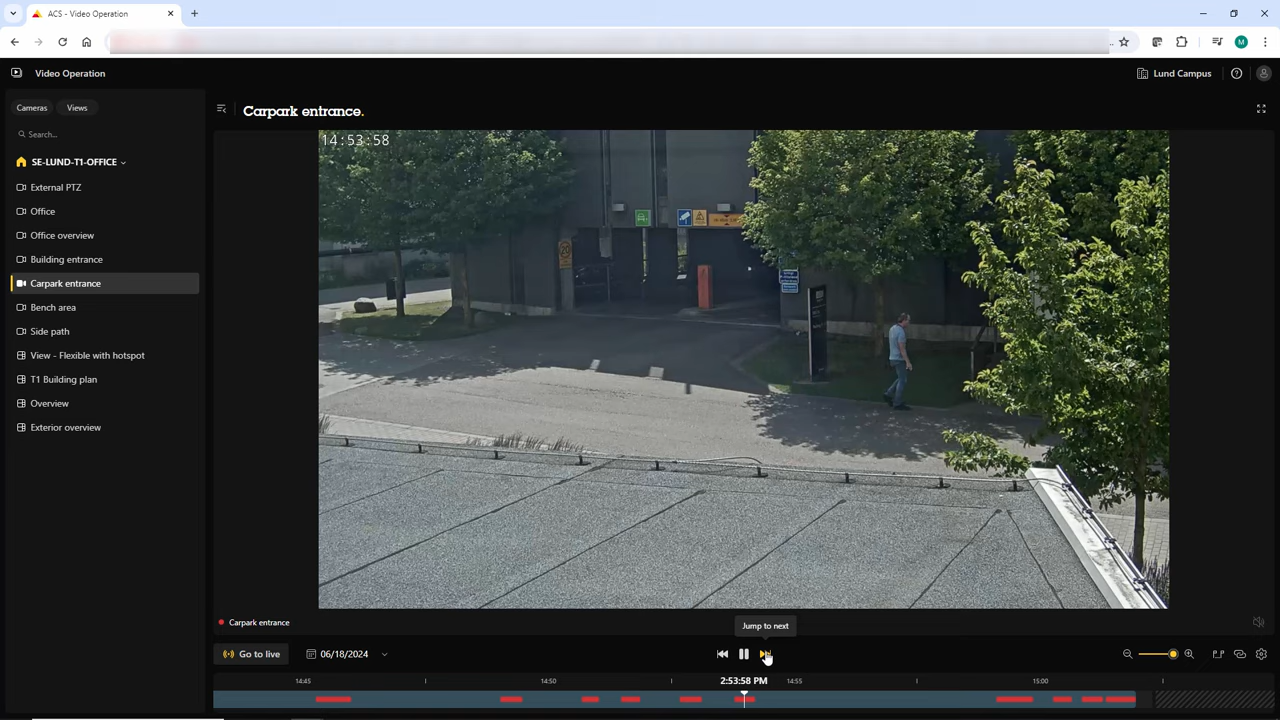 ACS - Video Operation
M
Video Operation
Lund Campus
Cameras
Views
Carpark entrance.
Search...
14:53:58
SE-LUND-T1-OFFICE
External PTZ
Office
Office overview
Building entrance
Carpark entrance
Bench area
Side path
View - Flexible with hotspot
T1 Building plan
Overview
Exterior overview
Carpark entrance
Jump to next
Go to live
06/18/2024
2:53:58 PM
14:45
14:50
14:55
15:00